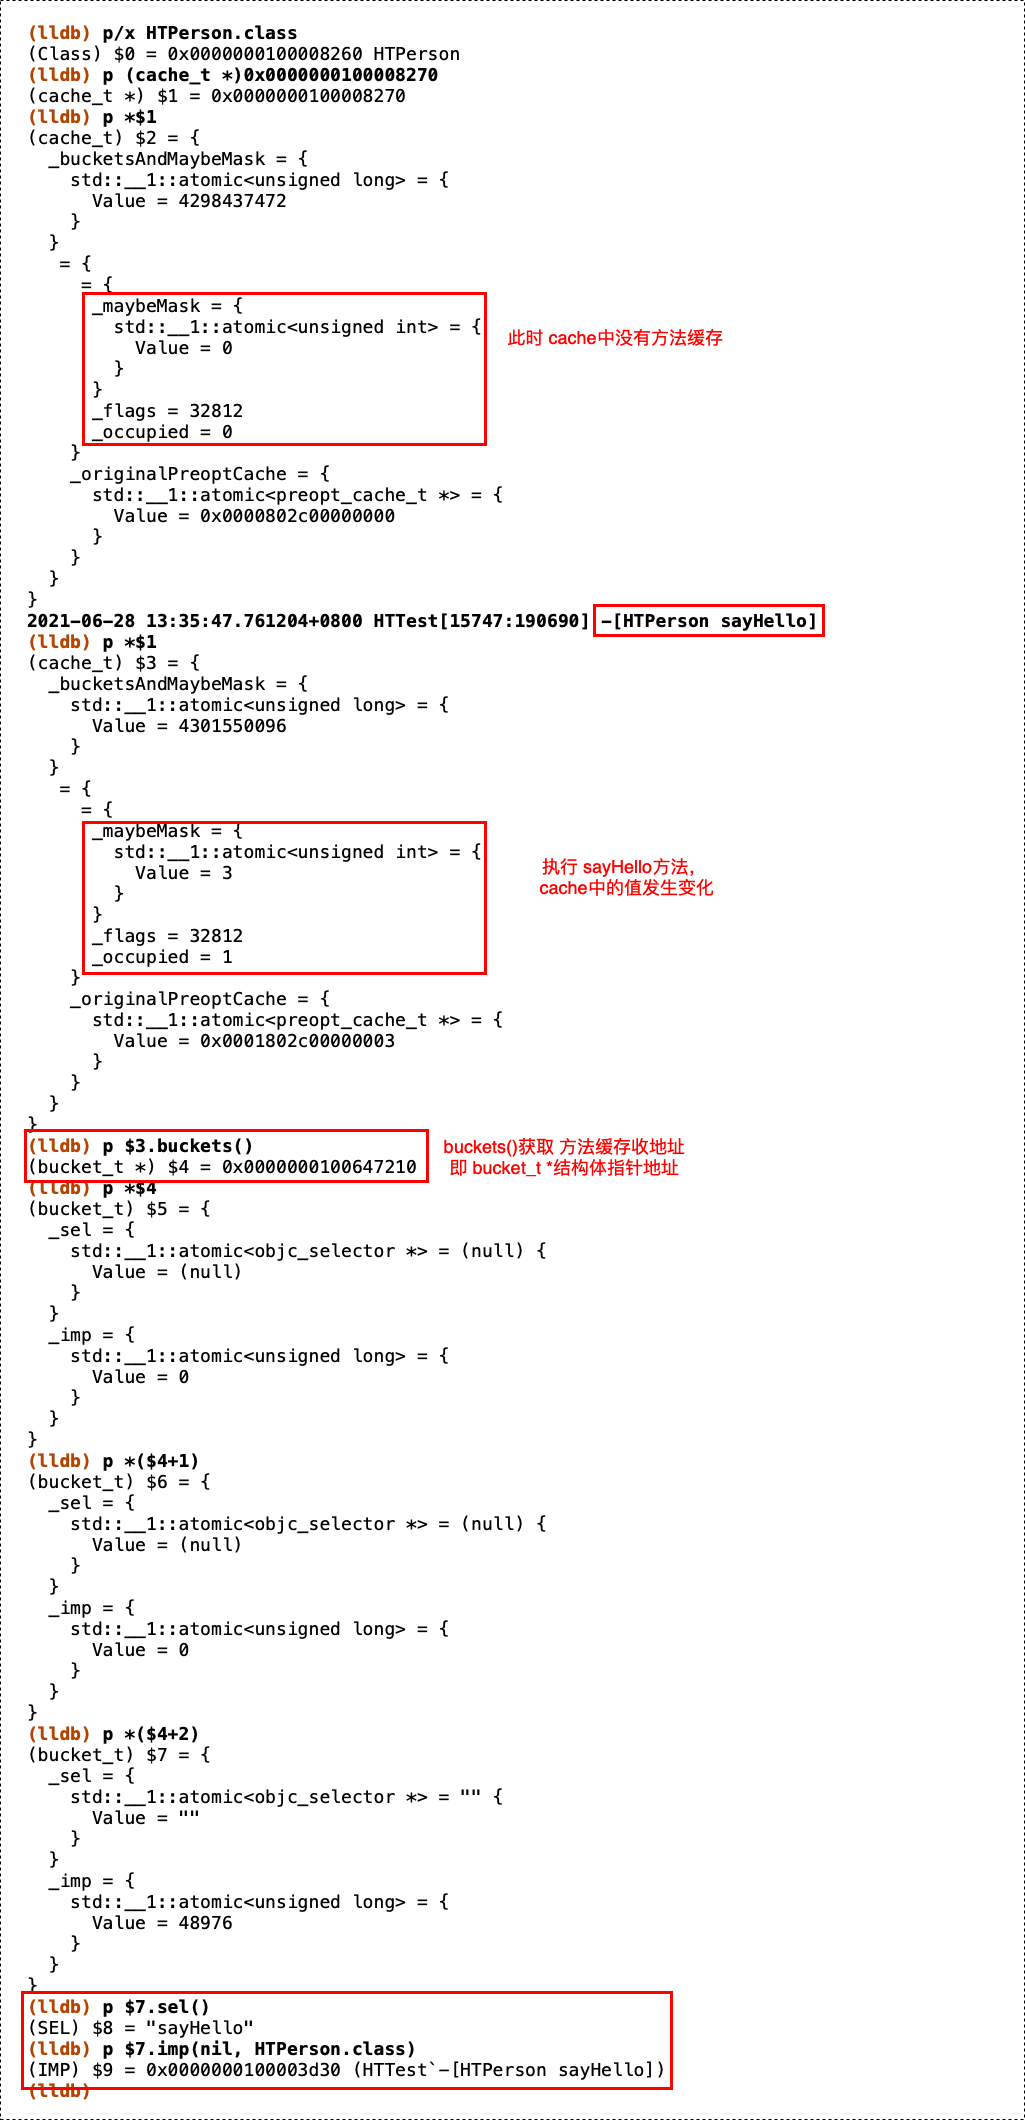 (lldb) p/x HTPerson.class
(Class) $0 = 0x0000000100008260 HTPerson
(lldb) p (cache_t *)0x0000000100008270
(cache_t *) $1 = 0x0000000100008270
(lldb) p *$1
(cache_t) $2 = {
  _bucketsAndMaybeMask = {
    std::__1::atomic<unsigned long> = {
      Value = 4298437472
    }
  }
   = {
     = {
      _maybeMask = {
        std::__1::atomic<unsigned int> = {
          Value = 0
        }
      }
      _flags = 32812
      _occupied = 0
    }
    _originalPreoptCache = {
      std::__1::atomic<preopt_cache_t *> = {
        Value = 0x0000802c00000000
      }
    }
  }
}
此时 cache中没有方法缓存
2021-06-28 13:35:47.761204+0800 HTTest[15747:190690] -[HTPerson sayHello]
(lldb) p *$1
(cache_t) $3 = {
  _bucketsAndMaybeMask = {
    std::__1::atomic<unsigned long> = {
      Value = 4301550096
    }
  }
   = {
     = {
      _maybeMask = {
        std::__1::atomic<unsigned int> = {
          Value = 3
        }
      }
      _flags = 32812
      _occupied = 1
    }
    _originalPreoptCache = {
      std::__1::atomic<preopt_cache_t *> = {
        Value = 0x0001802c00000003
      }
    }
  }
}
执行 sayHello方法，
cache中的值发生变化
(lldb) p $3.buckets()
(bucket_t *) $4 = 0x0000000100647210
buckets()获取 方法缓存收地址
即 bucket_t *结构体指针地址
(lldb) p *$4
(bucket_t) $5 = {
  _sel = {
    std::__1::atomic<objc_selector *> = (null) {
      Value = (null)
    }
  }
  _imp = {
    std::__1::atomic<unsigned long> = {
      Value = 0
    }
  }
}
(lldb) p *($4+1)
(bucket_t) $6 = {
  _sel = {
    std::__1::atomic<objc_selector *> = (null) {
      Value = (null)
    }
  }
  _imp = {
    std::__1::atomic<unsigned long> = {
      Value = 0
    }
  }
}
(lldb) p *($4+2)
(bucket_t) $7 = {
  _sel = {
    std::__1::atomic<objc_selector *> = "" {
      Value = ""
    }
  }
  _imp = {
    std::__1::atomic<unsigned long> = {
      Value = 48976
    }
  }
}
(lldb) p $7.sel()
(SEL) $8 = "sayHello"
(lldb) p $7.imp(nil, HTPerson.class)
(IMP) $9 = 0x0000000100003d30 (HTTest`-[HTPerson sayHello])
(lldb)